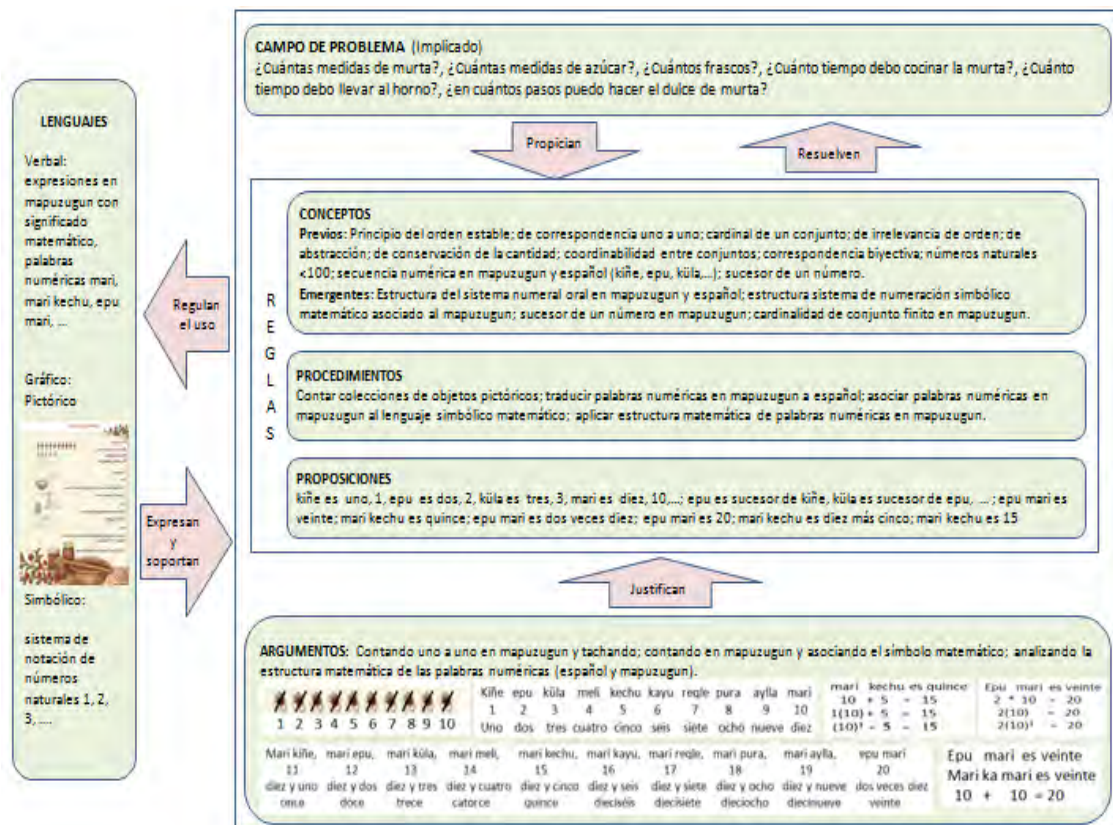 LENGUAJES
Verbal:
expresiones en
mapuzugun con
significado
matemático,
palabras
numéricas mari,
mari kechu, epu
mari, ...
Gráfico:
Pictórico
Simbólico:
sistema de
notación de
números
naturales 1, 2,
3, ....
CAMPO DE PROBLEMA (Implicado)
¿Cuántas medidas de murta?, ¿Cuántas medidas de azúcar?, ¿Cuántos frascos?, ¿Cuánto tiempo debo cocinar la murta?, ¿Cuánto
tiempo debo llevar al horno?, ¿en cuántos pasos puedo hacer el dulce de murta?
Propician
Resuelven
Regulan
el uso
Expresan
y
soportan
R
E
G
L
A
S
CONCEPTOS
Previos: Principio del orden estable; de correspondencia uno a uno; cardinal de un conjunto; de irrelevancia de orden; de
abstracción; de conservación de la cantidad; coordinabilidad entre conjuntos; correspondencia biyectiva; números naturales
<100; secuencia numérica en mapuzugun y español (kiñe, epu, küla,...); sucesor de un número.
Emergentes: Estructura del sistema numeral oral en mapuzugun y español; estructura sistema de numeración simbólico
matemático asociado al mapuzugun; sucesor de un número en mapuzugun; cardinalidad de conjunto finito en mapuzugun.
PROCEDIMIENTOS
Contar colecciones de objetos pictóricos; traducir palabras numéricas en mapuzugun a español; asociar palabras numéricas en
mapuzugun al lenguaje simbólico matemático; aplicar estructura matemática de palabras numéricas en mapuzugun.
PROPOSICIONES
kiñe es uno, 1, epu es dos, 2, küla es tres, 3, mari es diez, 10,...; epu es sucesor de kiñe, küla es sucesor de epu, ... ; epu mari es
veinte; mari kechu es quince; epu mari es dos veces diez; epu mari es 20; mari kechu es diez más cinco; mari kechu es 15
Justifican
ARGUMENTOS: Contando uno a uno en mapuzugun y tachando; contando en mapuzugun y asociando el símbolo matemático; analizando la
estructura matemática de las palabras numéricas (español y mapuzugun).
1 2 3 4 5 6 7 8 9 10
Kiñe epu küla meli kechu kayu reqle pura aylla mari
1 2 3 4 5 6 7 8 9 10
Uno dos tres cuatro cinco seis siete ocho nueve diez
mari kechu es quince
10 + 5 = 15
1(10) + 5 = 15
(10)¹ - 5 = 15
Epu mari es veinte
2 * 10 = 20
2(10) = 20
2(10)¹ = 20
Mari kiñe, mari epu, mari küla, mari meli, mari kechu, mari kayu, mari reqle, mari pura, mari aylla, epu mari
11 12 13 14 15 16 17 18 19 20
diez y uno diez y dos diez y tres diez y cuatro diez y cinco diez y seis diez y siete diez y ocho diez y nueve dos veces diez
once doce trece catorce quince dieciséis diecisiete dieciocho diecinueve veinte
Epu mari es veinte
Mari ka mari es veinte
10 + 10 = 20